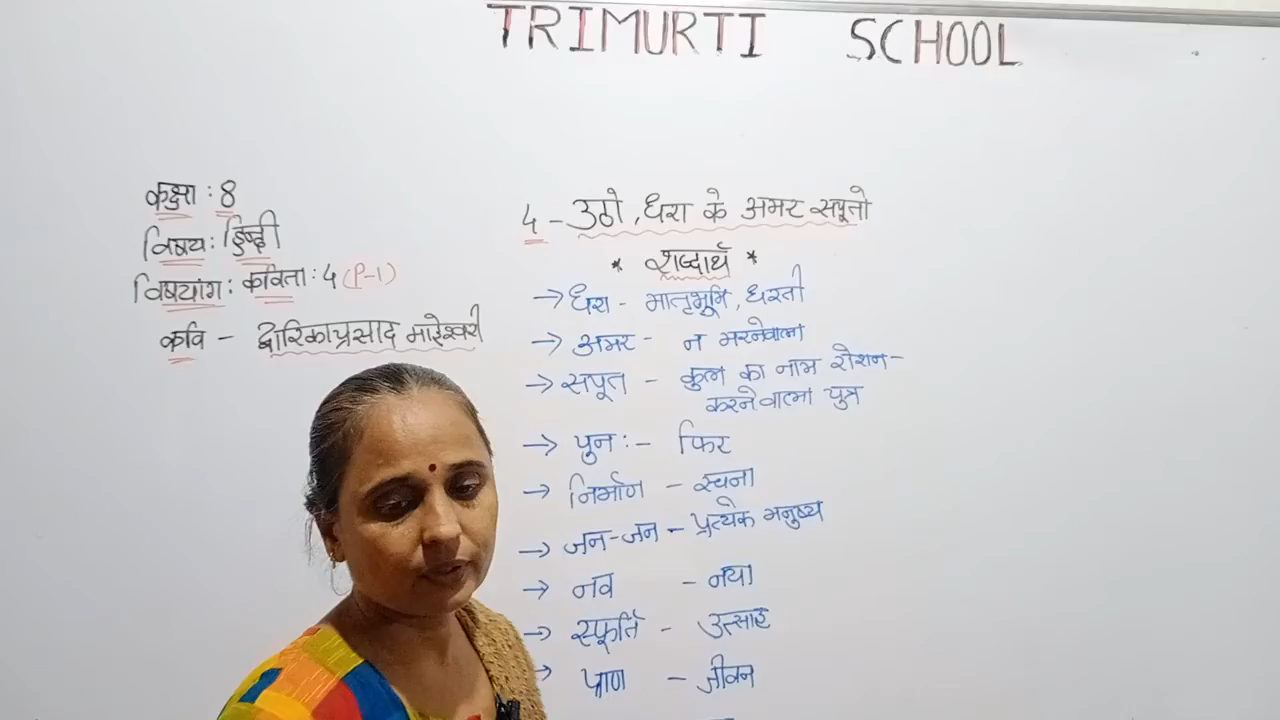 TRIMURTI SCHOOL
कक्षा : 8
विषय : हिन्दी
विषयांग : कविता : 4 (P-1)
कवि - द्वारिकाप्रसाद माहेश्वरी
4 - उठो, धरा के अमर सपूतो
* शब्दार्थ *
→ धरा - मातृभूमि, धरती
→ अमर - न मरनेवाला
→ सपूत - कुल का नाम रोशन -
करनेवाला पुत्र
→ पुनः - फिर
→ निर्माण - रचना
→ जन-जन - प्रत्येक मनुष्य
→ नव - नया
→ स्फूर्ति - उत्साह
→ प्राण - जीवन